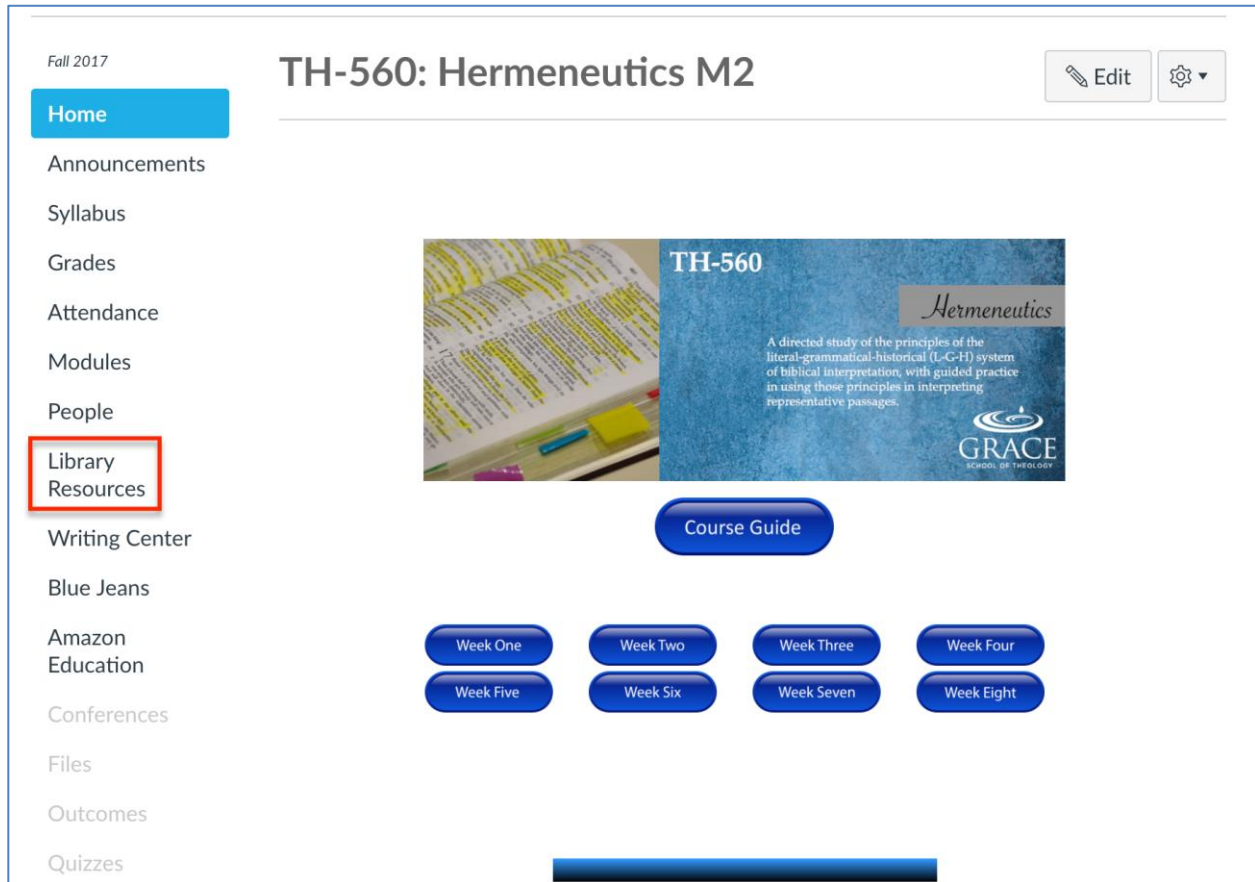 Fall 2017
Home
Announcements
Syllabus
Grades
Attendance
Modules
People
Library
Resources
Writing Center
Blue Jeans
Amazon
Education
Conferences
Files
Outcomes
Quizzes
TH-560: Hermeneutics M2
Edit
TH-560
Hermeneutics
A directed study of the principles of the
literal-grammatical-historical (L-G-H) system
of biblical interpretation, with guided practice
in using those principles in interpreting
representative passages.
GRACE
SCHOOL OF THEOLOGY
Course Guide
Week One
Week Two
Week Three
Week Four
Week Five
Week Six
Week Seven
Week Eight